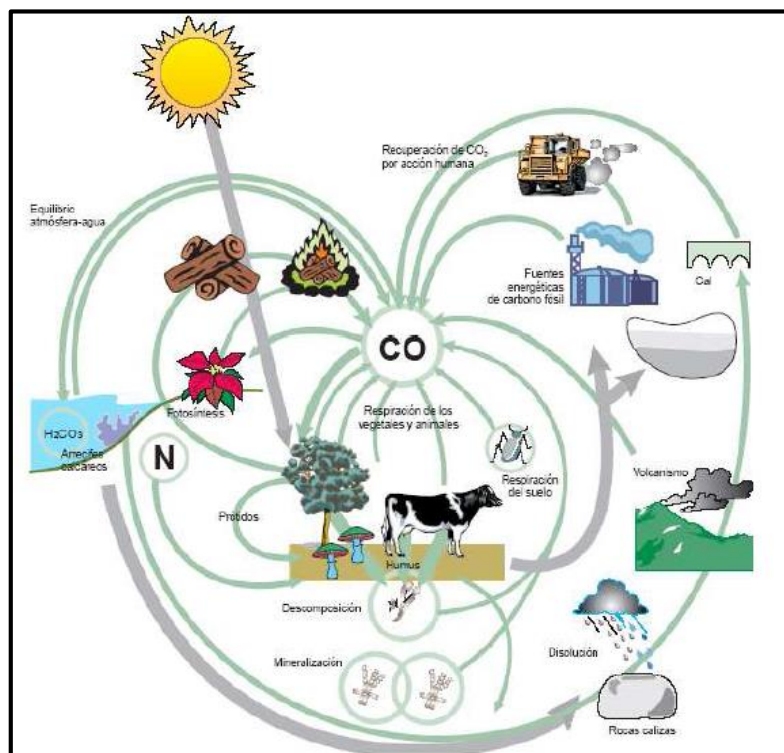 Recuperación de CO₂
por acción humana
Equilibrio
atmósfera-agua
Fuentes
energéticas
de carbono fósil
Cal
CO
Fotosíntesis
H₂CO₃
Arrecifes
calcáreos
N
Respiración de los
vegetales y animales
Respiración
del suelo
Volcanismo
Prótidos
Humus
Descomposición
Mineralización
Disolución
Rocas calizas